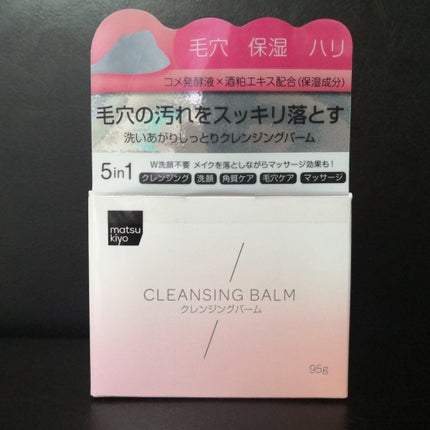 毛穴 保湿 ハリ
コメ発酵液×酒粕エキス配合(保湿成分)
毛穴の汚れをスッキリ落とす
洗いあがりしっとりクレンジングバーム
5in1
W洗顔不要 メイクを落としながらマッサージ効果も!
クレンジング 洗顔 角質ケア 毛穴ケア マッサージ
matsu
kiyo
CLEANSING BALM
クレンジングバーム
95g